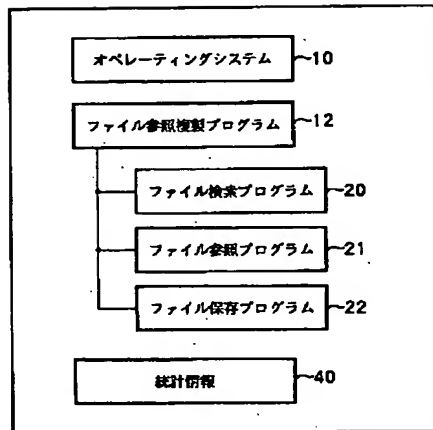 オペレーティングシステム ~10
ファイル参照複製プログラム ~12
ファイル検索プログラム ~20
ファイル参照プログラム ~21
ファイル保存プログラム ~22
統計情報 ~40